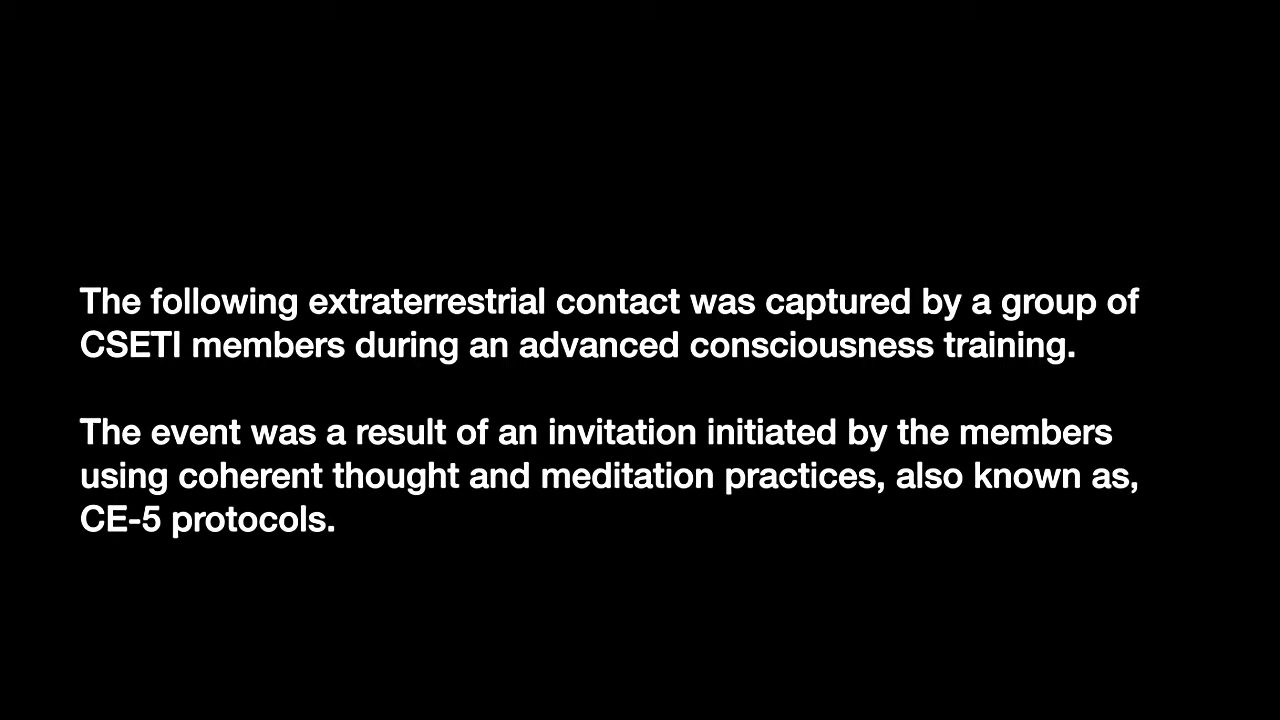 The following extraterrestrial contact was captured by a group of
CSETI members during an advanced consciousness training.
The event was a result of an invitation initiated by the members
using coherent thought and meditation practices, also known as,
CE-5 protocols.